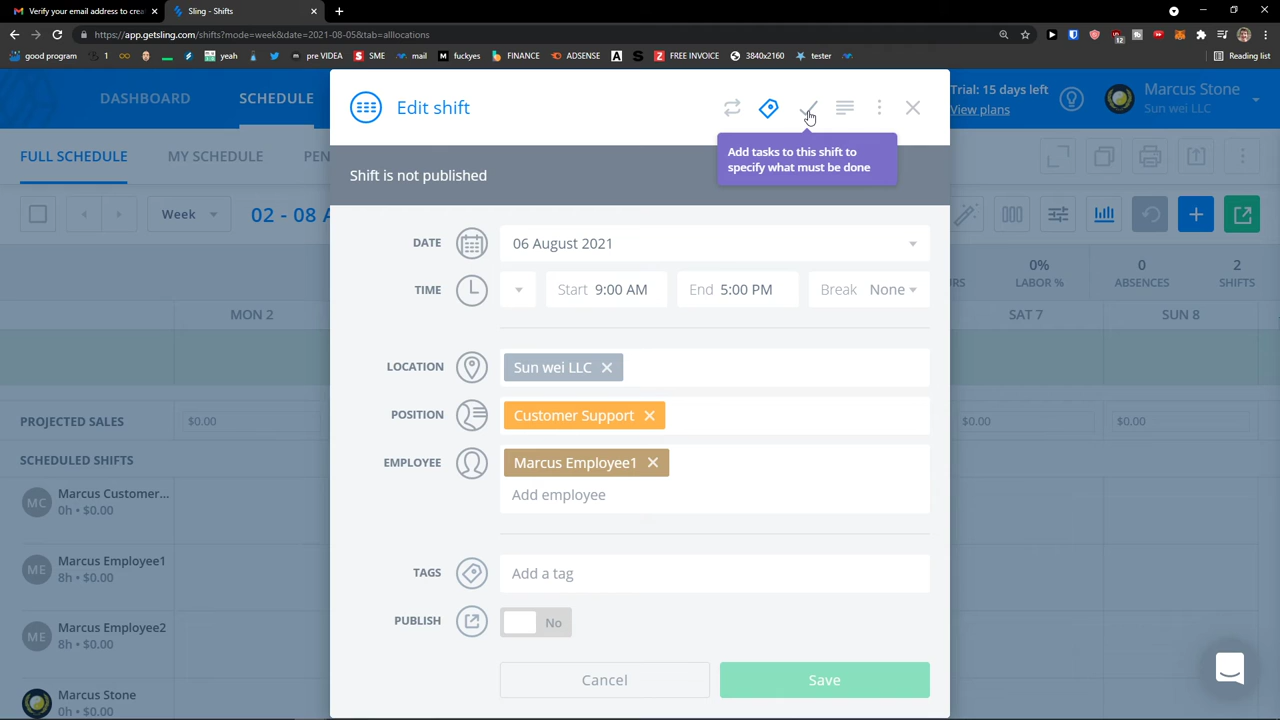 Verify your email address to crea
Sling - Shifts
https://app.getsling.com/shifts?mode=week&date=2021-08-05&tab=alllocations
good program
1
yeah
pre VIDEA
SME
mail
fuckyes
FINANCE
ADSENSE
FREE INVOICE
3840x2160
tester
Reading list
DASHBOARD
SCHEDULE
Edit shift
Trial: 15 days left
View plans
Marcus Stone
Sun wei LLC
Add tasks to this shift to
specify what must be done
FULL SCHEDULE
MY SCHEDULE
PEN
Shift is not published
Week
02 - 08 A
DATE
06 August 2021
TIME
Start 9:00 AM
End 5:00 PM
Break None
URS
0%
LABOR %
0
ABSENCES
2
SHIFTS
MON 2
SAT 7
SUN 8
LOCATION
Sun wei LLC
POSITION
Customer Support
PROJECTED SALES
$0.00
$0.00
$0.00
SCHEDULED SHIFTS
EMPLOYEE
Marcus Employee1
Add employee
MC
Marcus Customer...
0h • $0.00
ME
Marcus Employee1
8h • $0.00
TAGS
Add a tag
PUBLISH
No
ME
Marcus Employee2
8h • $0.00
Cancel
Save
Marcus Stone
0h • $0.00